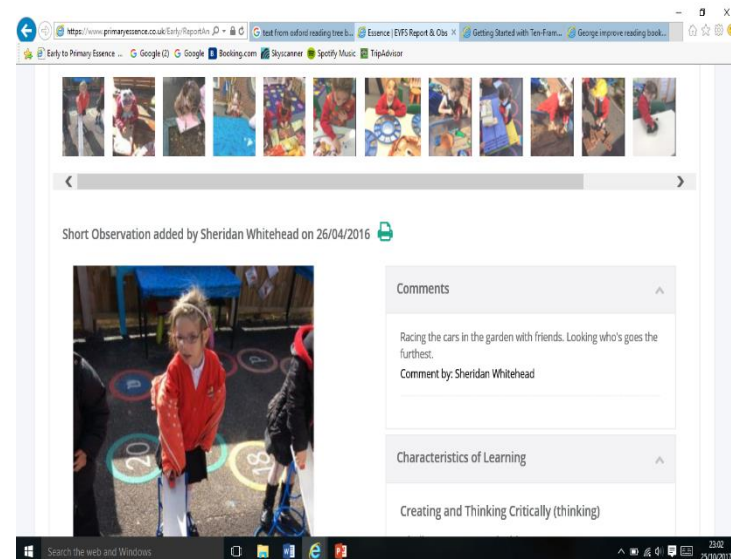 https://www.primaryessence.co.uk/Early/ReportAn
test from oxford reading tree b...
Essence | EYFS Report & Obs
Getting Started with Ten-Fram...
George improve reading book...
Early to Primary Essence ...
Google (2)
Google
Booking.com
Skyscanner
Spotify Music
TripAdvisor
Short Observation added by Sheridan Whitehead on 26/04/2016
Comments
Racing the cars in the garden with friends. Looking who's goes the
furthest.
Comment by: Sheridan Whitehead
20
18
Characteristics of Learning
Creating and Thinking Critically (thinking)
Search the web and Windows
23:02